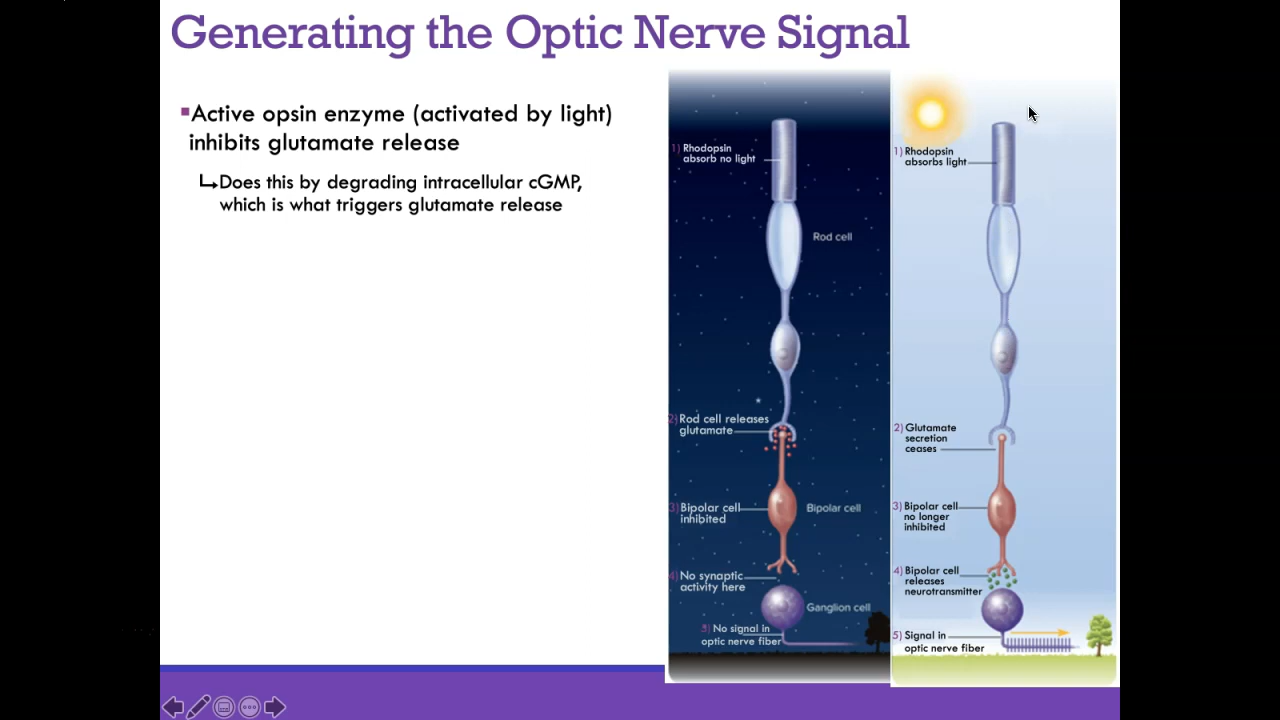 Generating the Optic Nerve Signal
▪Active opsin enzyme (activated by light)
inhibits glutamate release
↳Does this by degrading intracellular cGMP,
which is what triggers glutamate release
1) Rhodopsin
absorb no light
Rod cell
2) Rod cell releases
glutamate
3) Bipolar cell
inhibited
Bipolar cell
4) No synaptic
activity here
Ganglion cell
5) No signal in
optic nerve fiber
1) Rhodopsin
absorbs light
2) Glutamate
secretion
ceases
3) Bipolar cell
no longer
inhibited
4) Bipolar cell
releases
neurotransmitter
5) Signal in
optic nerve fiber